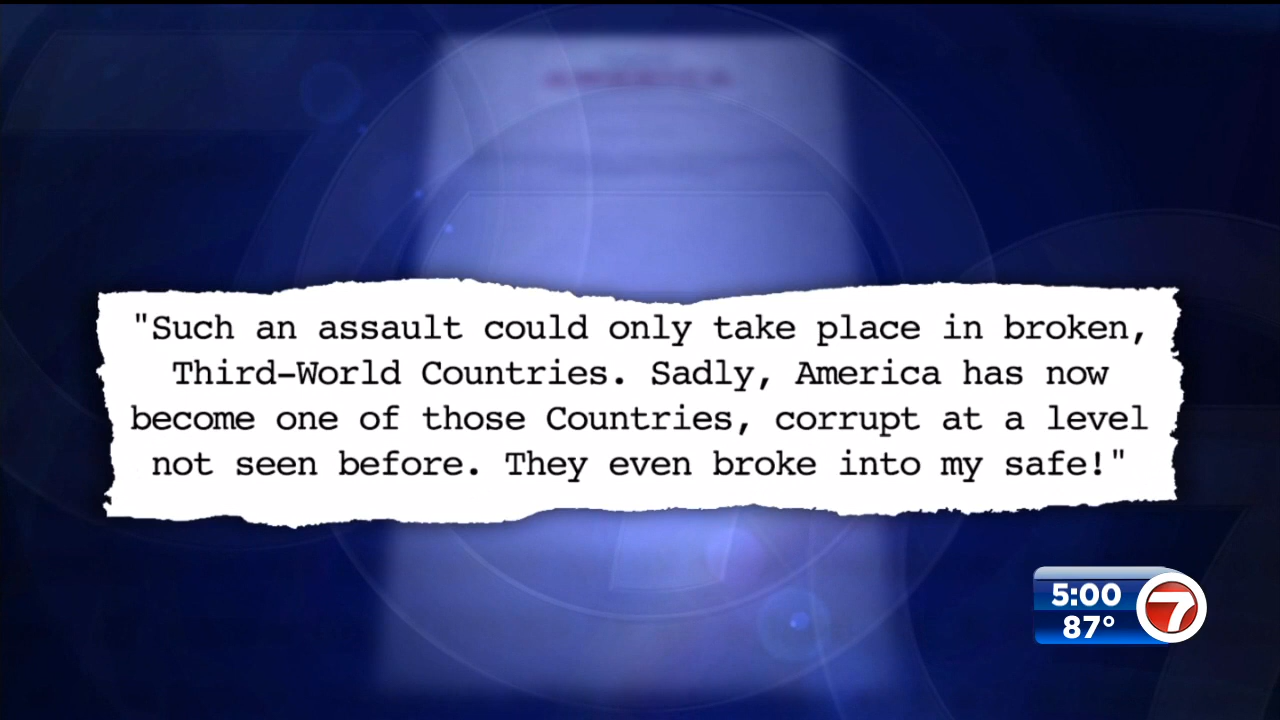 AMERICA
"Such an assault could only take place in broken,
Third-World Countries. Sadly, America has now
become one of those Countries, corrupt at a level
not seen before. They even broke into my safe!"
5:00
87°
7